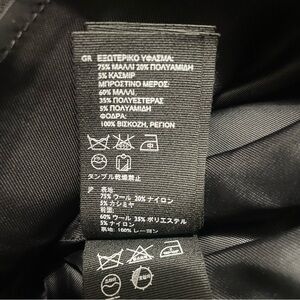 GR ΕΞΩΤΕΡΙΚΟ ΥΦΑΣΜΑ:
75% ΜΑΛΛΙ 20% ΠΟΛΥΑΜΙΔΗ
5% ΚΑΣΜΙΡ
ΜΠΡΟΣΤΙΝΟ ΜΕΡΟΣ:
60% ΜΑΛΛΙ,
35% ΠΟΛΥΕΣΤΕΡΑΣ
5% ΠΟΛΥΑΜΙΔΗ
ΦΟΔΡΑ:
100% ΒΙΣΚΟΖΗ, ΡΕΓΙΟΝ
タンブル乾燥禁止
JP 表地:
75% ウール 20% ナイロン
5% カシミヤ
60% ウール 35% ポリエステル
5% ナイロン
裏地:100% レーヨン